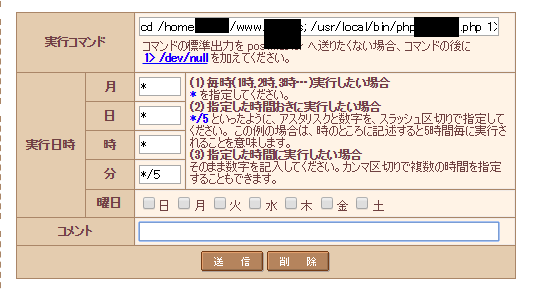 実行コマンド
cd /home /www. s; /usr/local/bin/php .php 1>
コマンドの標準出力を pos へ送りたくない場合、コマンドの後に
1> /dev/null を加えてください。
実行日時
月 *
日 *
時 *
分 */5
(1) 毎時(1時,2時,3時…)実行したい場合
* を指定してください。
(2) 指定した時間おきに実行したい場合
*/5 といったように、アスタリスクと数字を、スラッシュ区切りで指定して
ください。この例の場合は、時のところに記述すると5時間毎に実行さ
れることを意味します。
(3) 指定した時間に実行したい場合
そのまま数字を記入してください。カンマ区切りで複数の時間を指定
することもできます。
曜日 日 月 火 水 木 金 土
コメント
送 信 削 除